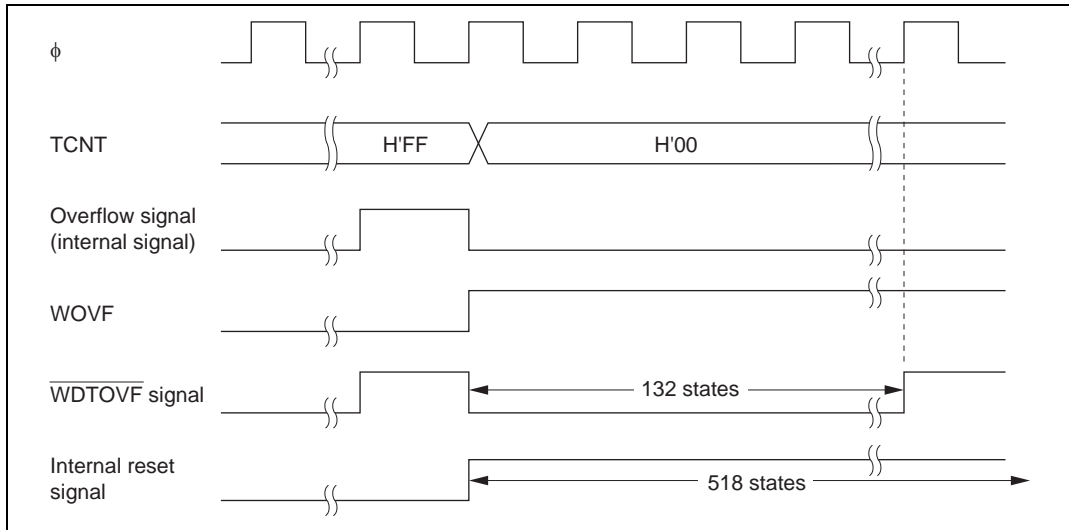 ϕ
TCNT
H'FF
H'00
Overflow signal
(internal signal)
WOVF
WDTOVF signal
132 states
Internal reset
signal
518 states